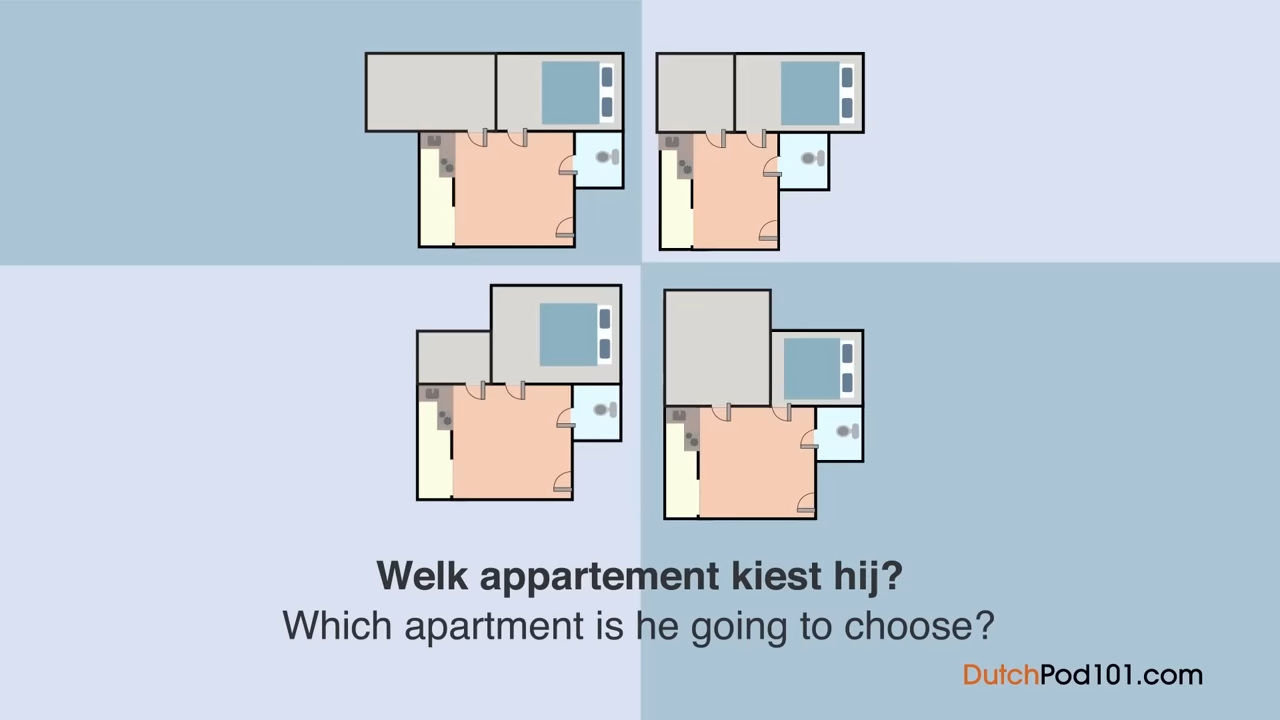 Welk appartement kiest hij?
Which apartment is he going to choose?
DutchPod101.com